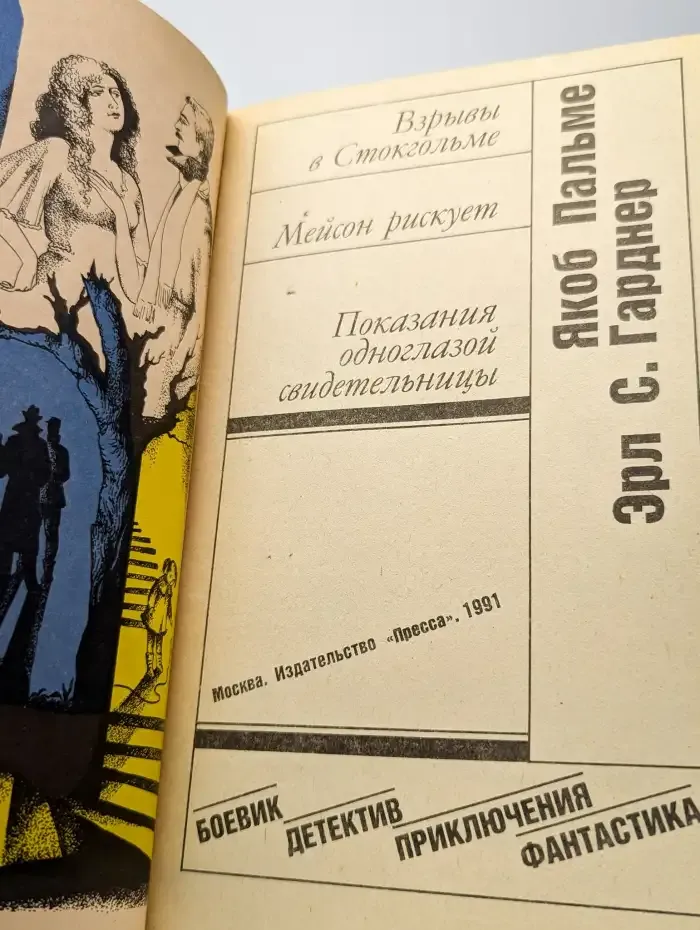 Взрывы
в Стокгольме
Мейсон рискует
Показания
одноглазой
свидетельницы
Якоб Пальме
Эрл С. Гарднер
Москва. Издательство «Пресса». 1991
БОЕВИК
ДЕТЕКТИВ
ПРИКЛЮЧЕНИЯ
ФАНТАСТИКА